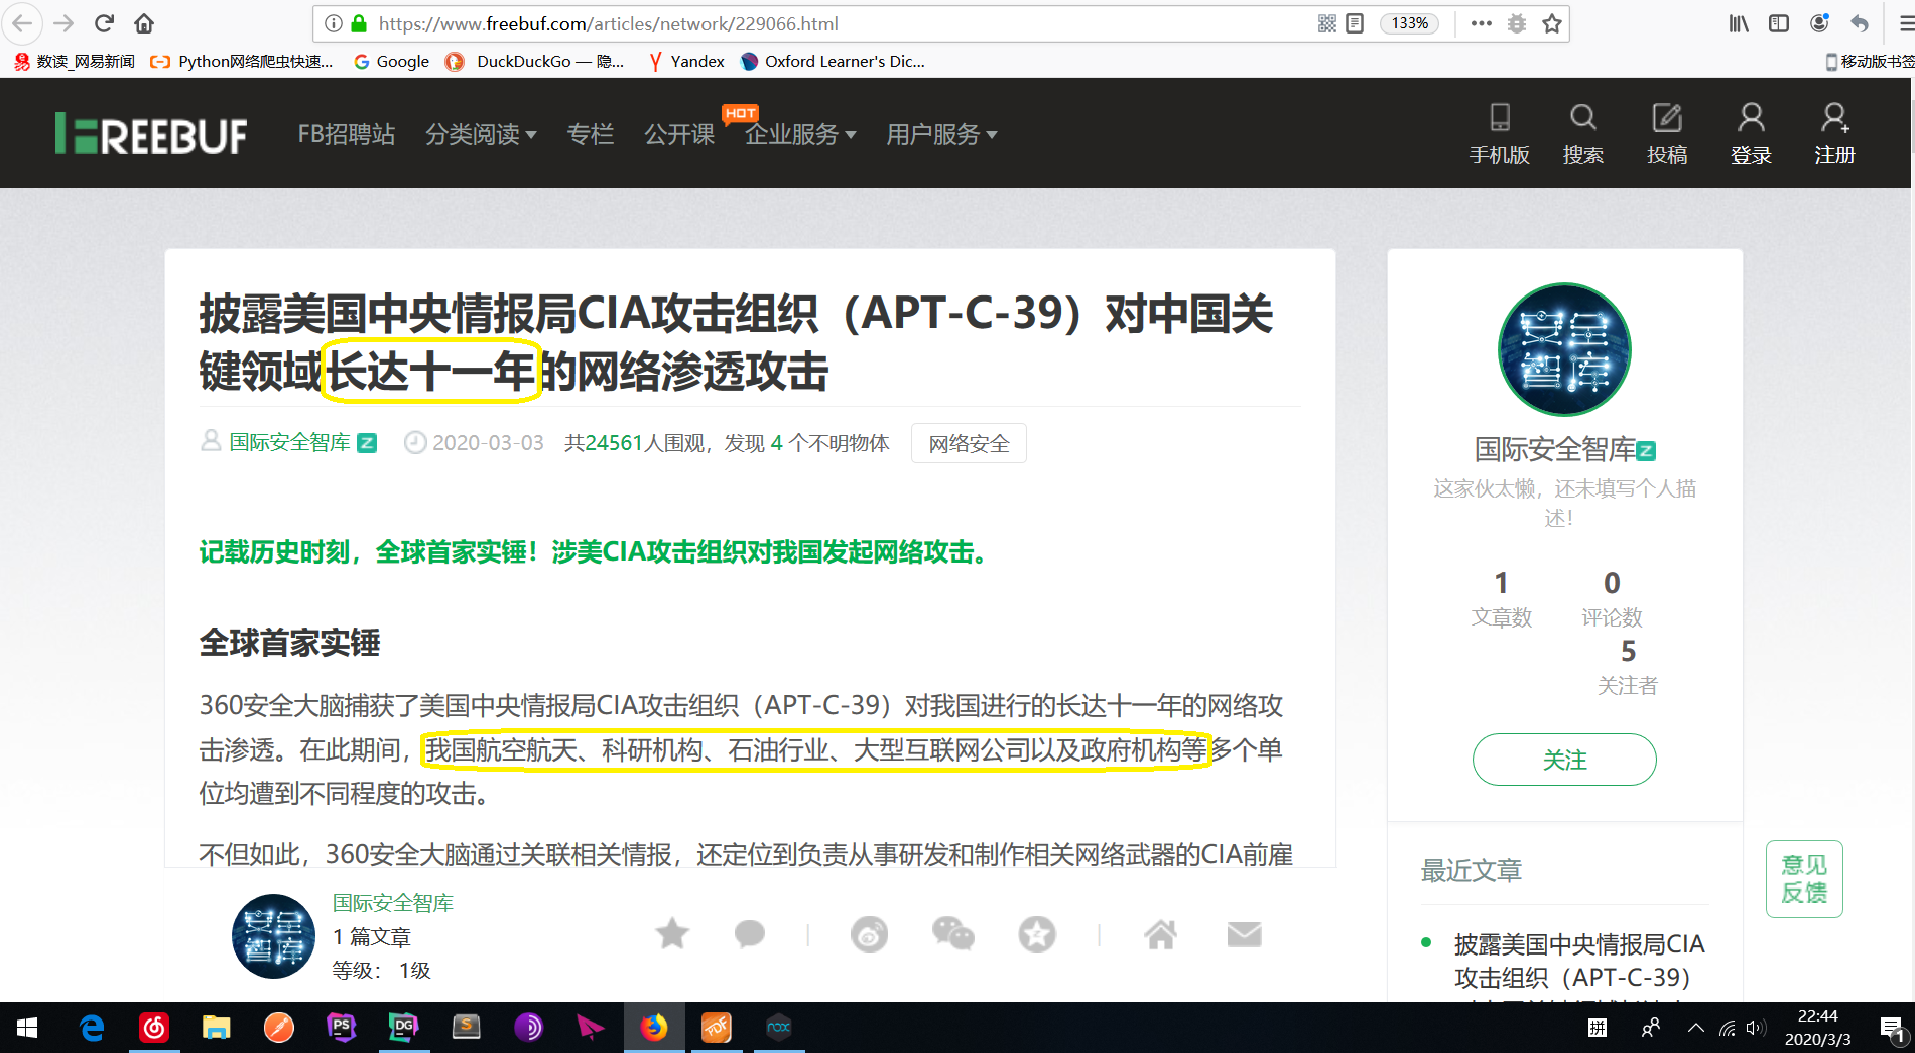 https://www.freebuf.com/articles/network/229066.html
133%
数读_网易新闻
Python网络爬虫快速...
Google
DuckDuckGo — 隐...
Yandex
Oxford Learner's Dic...
移动版书签
FREEBUF
FB招聘站
分类阅读
专栏
公开课
HOT
企业服务
用户服务
手机版
搜索
投稿
登录
注册
披露美国中央情报局CIA攻击组织（APT-C-39）对中国关
键领域长达十一年的网络渗透攻击
国际安全智库
2020-03-03
共24561人围观，发现 4 个不明物体
网络安全
记载历史时刻，全球首家实锤！涉美CIA攻击组织对我国发起网络攻击。
全球首家实锤
360安全大脑捕获了美国中央情报局CIA攻击组织（APT-C-39）对我国进行的长达十一年的网络攻
击渗透。在此期间，我国航空航天、科研机构、石油行业、大型互联网公司以及政府机构等多个单
位均遭到不同程度的攻击。
不但如此，360安全大脑通过关联相关情报，还定位到负责从事研发和制作相关网络武器的CIA前雇
国际安全智库
1 篇文章
等级： 1级
安全
智库
国际安全智库
这家伙太懒，还未填写个人描
述！
1
文章数
0
评论数
5
关注者
关注
最近文章
披露美国中央情报局CIA
攻击组织（APT-C-39）
意见
反馈
安全
智库
PS
DG
S
PDF
nox
拼
22:44
2020/3/3
1